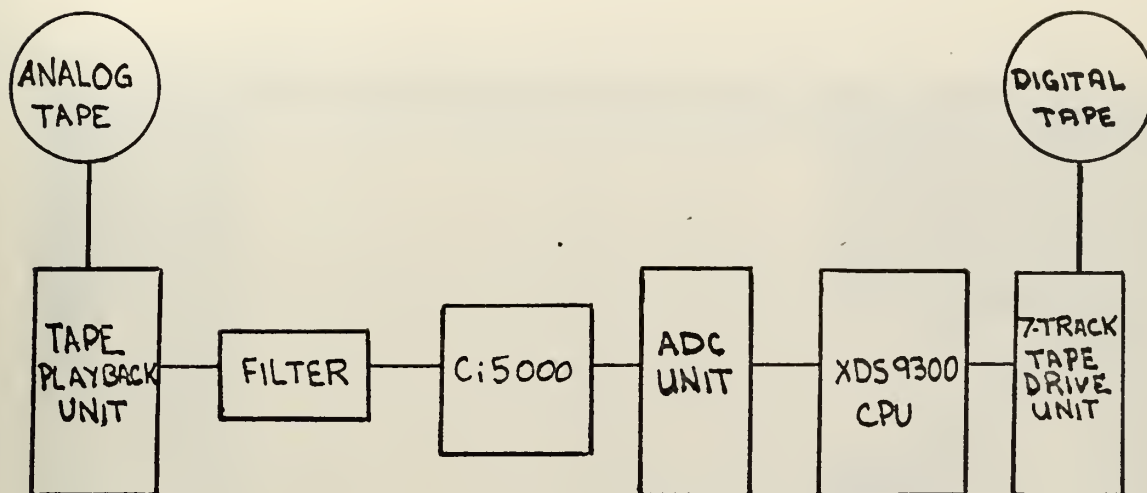 ANALOG
TAPE
DIGITAL
TAPE
TAPE
PLAYBACK
UNIT
FILTER
Ci5000
ADC
UNIT
XDS9300
CPU
7-TRACK
TAPE
DRIVE
UNIT